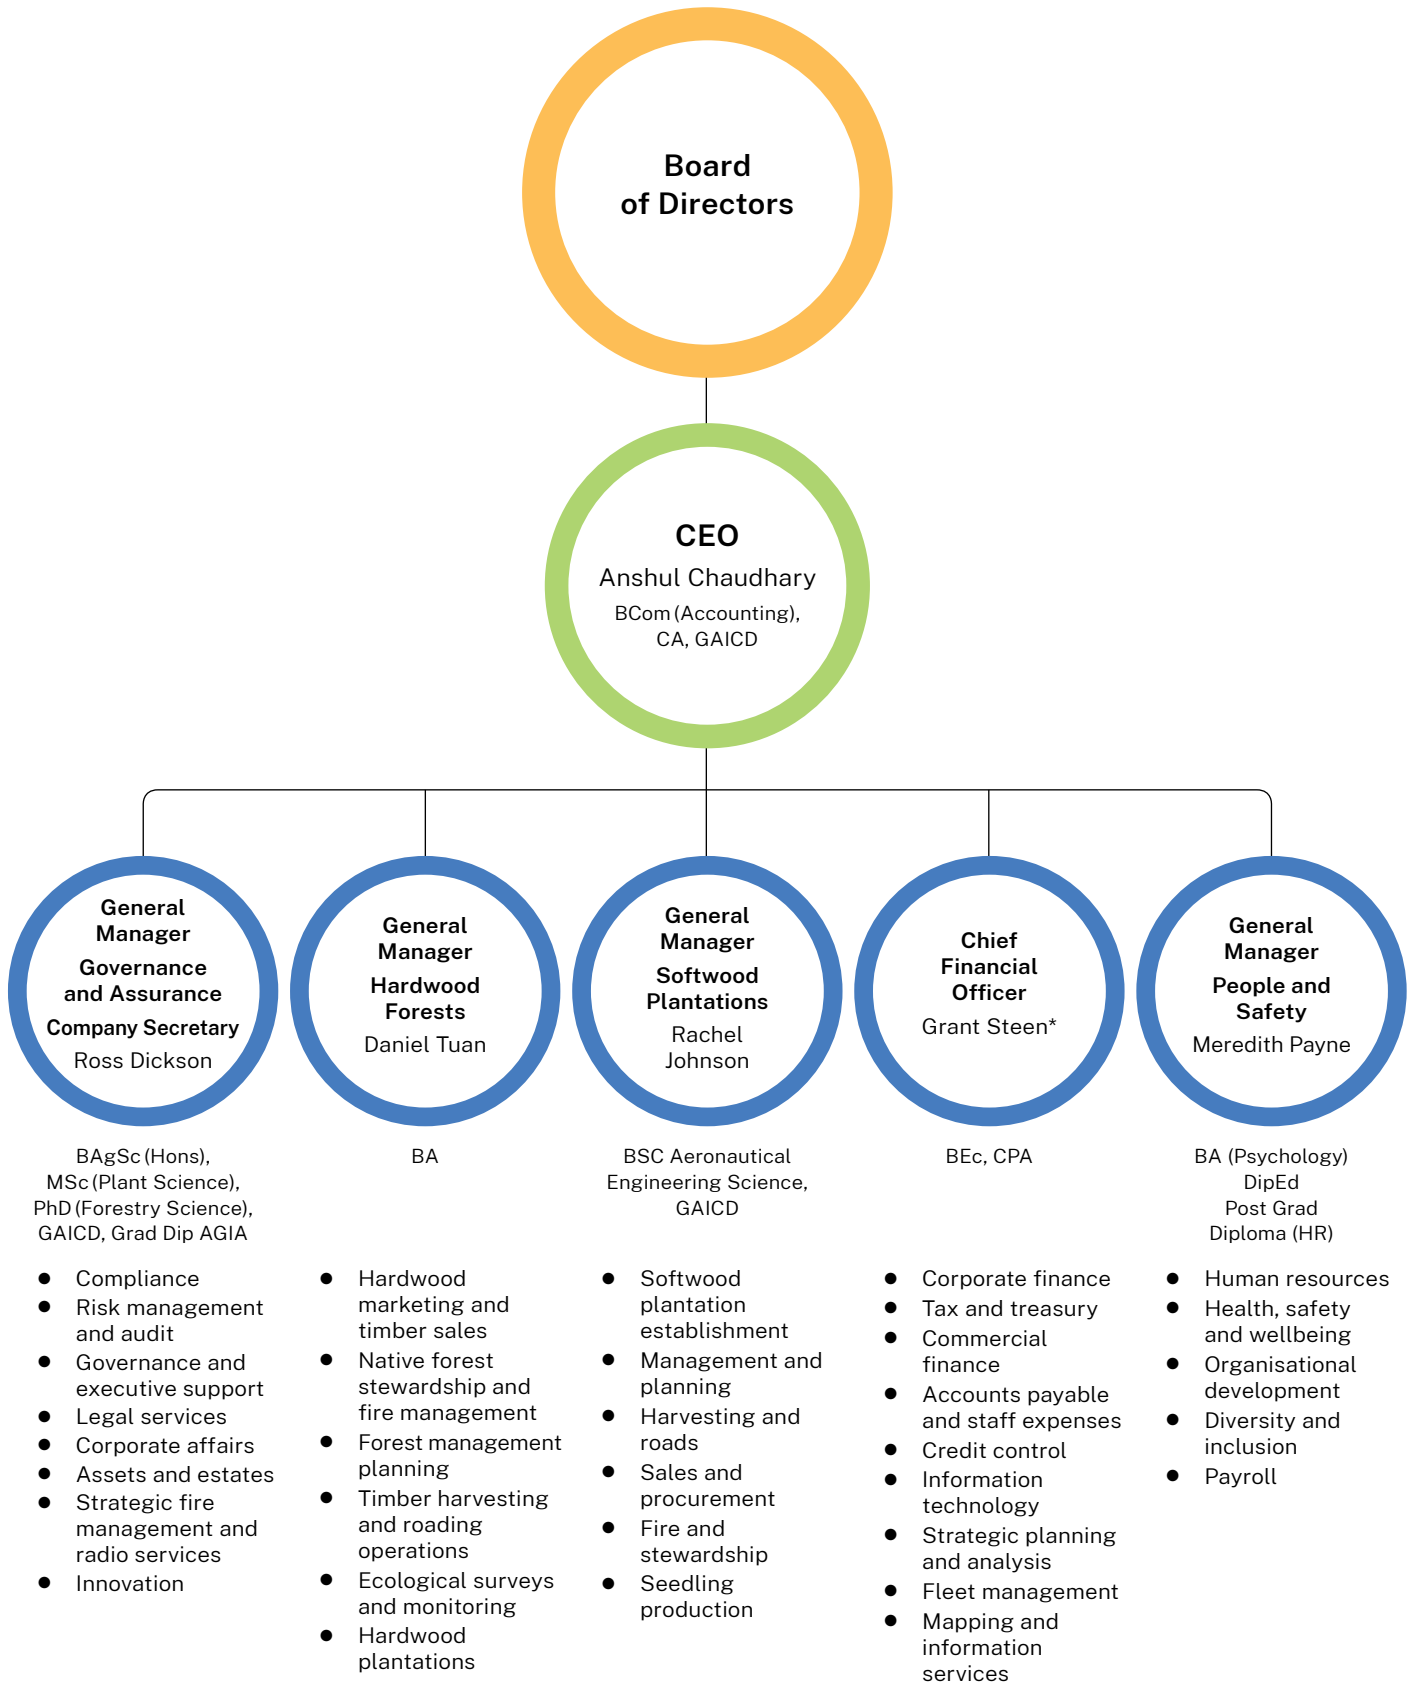 Board
of Directors
CEO
Anshul Chaudhary
BCom (Accounting),
CA, GAICD
General
Manager
Governance
and Assurance
Company Secretary
Ross Dickson
BAgSc (Hons),
MSc (Plant Science),
PhD (Forestry Science),
GAICD, Grad Dip AGIA
● Compliance
● Risk management
and audit
● Governance and
executive support
● Legal services
● Corporate affairs
● Assets and estates
● Strategic fire
management and
radio services
● Innovation
General
Manager
Hardwood
Forests
Daniel Tuan
BA
● Hardwood
marketing and
timber sales
● Native forest
stewardship and
fire management
● Forest management
planning
● Timber harvesting
and roading
operations
● Ecological surveys
and monitoring
● Hardwood
plantations
General
Manager
Softwood
Plantations
Rachel
Johnson
BSC Aeronautical
Engineering Science,
GAICD
● Softwood
plantation
establishment
● Management and
planning
● Harvesting and
roads
● Sales and
procurement
● Fire and
stewardship
● Seedling
production
Chief
Financial
Officer
Grant Steen*
BEc, CPA
● Corporate finance
● Tax and treasury
● Commercial
finance
● Accounts payable
and staff expenses
● Credit control
● Information
technology
● Strategic planning
and analysis
● Fleet management
● Mapping and
information
services
General
Manager
People and
Safety
Meredith Payne
BA (Psychology)
DipEd
Post Grad
Diploma (HR)
● Human resources
● Health, safety
and wellbeing
● Organisational
development
● Diversity and
inclusion
● Payroll